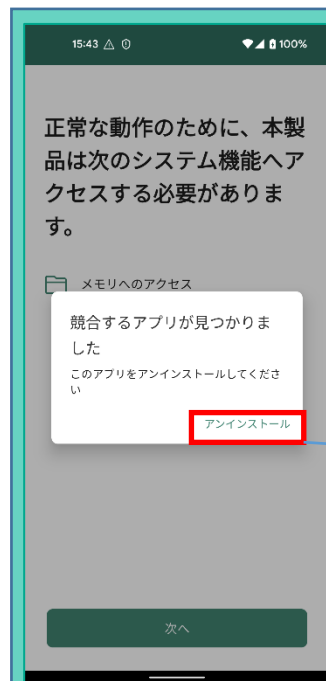 15:43
100%
正常な動作のために、本製
品は次のシステム機能へア
クセスする必要がありま
す。
メモリへのアクセス
競合するアプリが見つかりま
した
このアプリをアンインストールしてくださ
い
アンインストール
次へ